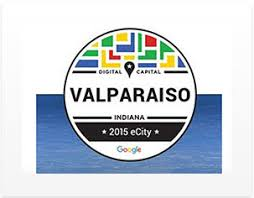 DIGITAL CAPITAL
VALPARAISO
INDIANA
★ 2015 eCity ★
Google